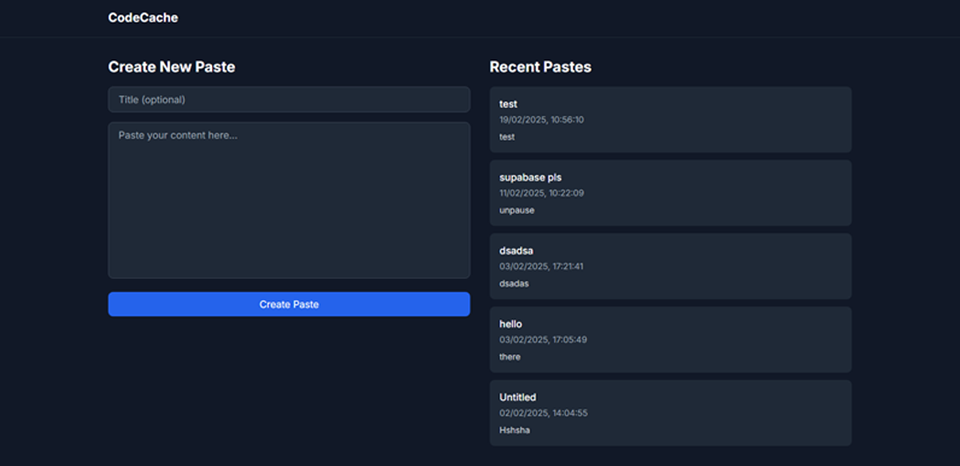 CodeCache
Create New Paste
Title (optional)
Paste your content here...
Create Paste
Recent Pastes
test
19/02/2025, 10:56:10
test
supabase pls
11/02/2025, 10:22:09
unpause
dsadsa
03/02/2025, 17:21:41
dsadas
hello
03/02/2025, 17:05:49
there
Untitled
02/02/2025, 14:04:55
Hshsha